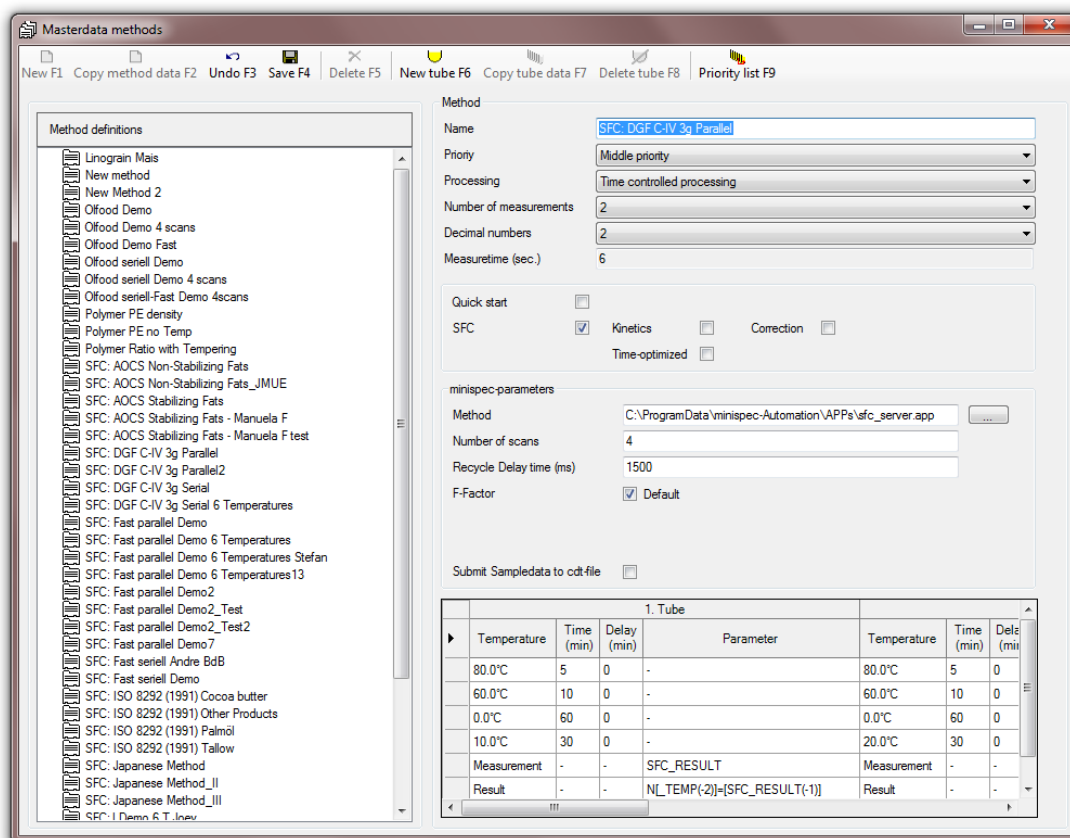 Masterdata methods
New F1 Copy method data F2 Undo F3 Save F4 Delete F5 New tube F6 Copy tube data F7 Delete tube F8 Priority list F9
Method definitions
Linograin Mais
New method
New Method 2
Olfood Demo
Olfood Demo 4 scans
Olfood Demo Fast
Olfood seriell Demo
Olfood seriell Demo 4 scans
Olfood seriell-Fast Demo 4scans
Polymer PE density
Polymer PE no Temp
Polymer Ratio with Tempering
SFC: AOCS Non-Stabilizing Fats
SFC: AOCS Non-Stabilizing Fats_JMUE
SFC: AOCS Stabilizing Fats
SFC: AOCS Stabilizing Fats - Manuela F
SFC: AOCS Stabilizing Fats - Manuela F test
SFC: DGF C-IV 3g Parallel
SFC: DGF C-IV 3g Parallel2
SFC: DGF C-IV 3g Serial
SFC: DGF C-IV 3g Serial 6 Temperatures
SFC: Fast parallel Demo
SFC: Fast parallel Demo 6 Temperatures
SFC: Fast parallel Demo 6 Temperatures Stefan
SFC: Fast parallel Demo 6 Temperatures13
SFC: Fast parallel Demo2
SFC: Fast parallel Demo2_Test
SFC: Fast parallel Demo2_Test2
SFC: Fast parallel Demo7
SFC: Fast seriell Andre BdB
SFC: Fast seriell Demo
SFC: ISO 8292 (1991) Cocoa butter
SFC: ISO 8292 (1991) Other Products
SFC: ISO 8292 (1991) Palmöl
SFC: ISO 8292 (1991) Tallow
SFC: Japanese Method
SFC: Japanese Method_II
SFC: Japanese Method_III
SFC: I Demo 6 T Joey
Method
Name SFC: DGF C-IV 3g Parallel
Prioriy Middle priority
Processing Time controlled processing
Number of measurements 2
Decimal numbers 2
Measuretime (sec.) 6
Quick start
SFC Kinetics Correction
Time-optimized
minispec-parameters
Method C:\ProgramData\minispec-Automation\APPs\sfc_server.app ...
Number of scans 4
Recycle Delay time (ms) 1500
F-Factor Default
Submit Sampledata to cdt-file
1. Tube
Temperature Time (min) Delay (min) Parameter Temperature Time (min) Dela (mir
80.0°C 5 0 - 80.0°C 5 0
60.0°C 10 0 - 60.0°C 10 0
0.0°C 60 0 - 0.0°C 60 0
10.0°C 30 0 - 20.0°C 30 0
Measurement - - SFC_RESULT Measurement - -
Result - - N[_TEMP(-2)]=[SFC_RESULT(-1)] Result - -